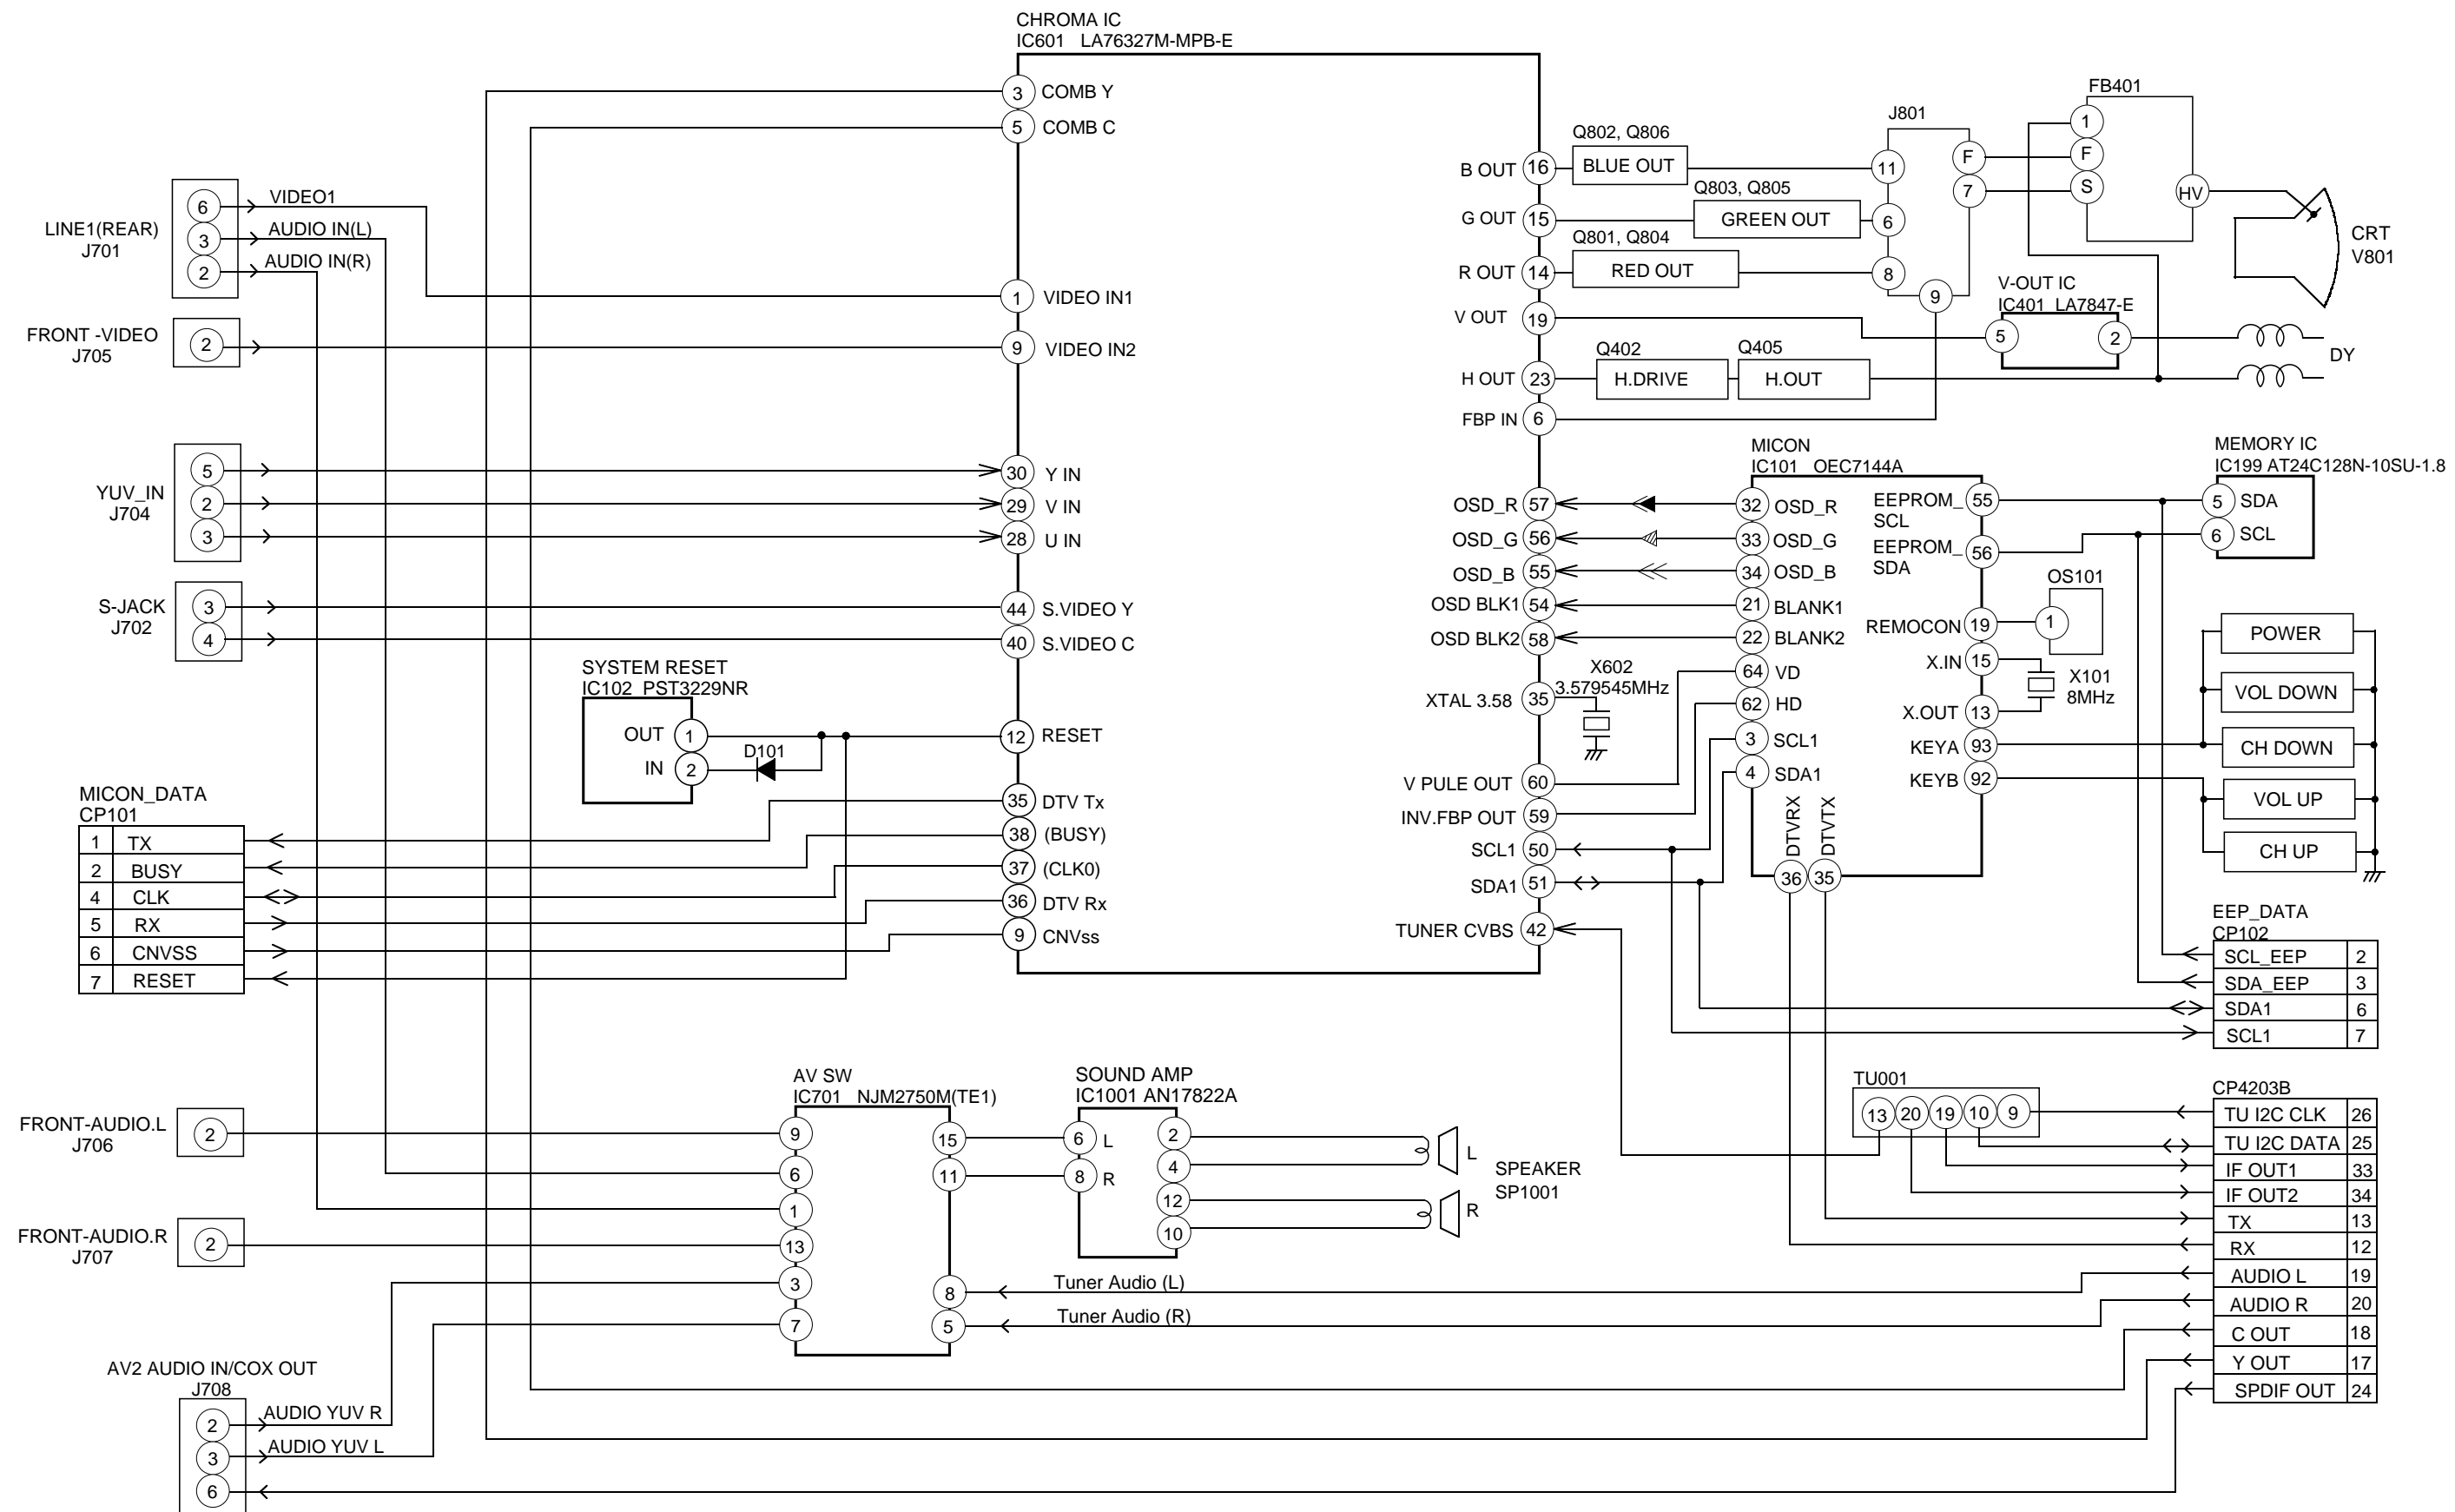 CHROMA IC
IC601 LA76327M-MPB-E
3 COMB Y
5 COMB C
LINE1(REAR)
J701
6 VIDEO1
3 AUDIO IN(L)
2 AUDIO IN(R)
1 VIDEO IN1
FRONT -VIDEO
J705
2
9 VIDEO IN2
YUV_IN
J704
5
2
3
30 Y IN
29 V IN
28 U IN
S-JACK
J702
3
4
44 S.VIDEO Y
40 S.VIDEO C
SYSTEM RESET
IC102 PST3229NR
OUT 1
IN 2
D101
12 RESET
MICON_DATA
CP101
1 TX
2 BUSY
4 CLK
5 RX
6 CNVSS
7 RESET
35 DTV Tx
38 (BUSY)
37 (CLK0)
36 DTV Rx
9 CNVss
B OUT 16
G OUT 15
R OUT 14
V OUT 19
H OUT 23
FBP IN 6
OSD_R 57
OSD_G 56
OSD_B 55
OSD BLK1 54
OSD BLK2 58
XTAL 3.58 35
V PULE OUT 60
INV.FBP OUT 59
SCL1 50
SDA1 51
TUNER CVBS 42
Q802, Q806
BLUE OUT
Q803, Q805
GREEN OUT
Q801, Q804
RED OUT
Q402
H.DRIVE
Q405
H.OUT
J801
11
6
8
9
F
7
FB401
1
F
S
HV
CRT
V801
V-OUT IC
IC401 LA7847-E
5
2
DY
X602
3.579545MHz
MICON
IC101 OEC7144A
32 OSD_R
33 OSD_G
34 OSD_B
21 BLANK1
22 BLANK2
64 VD
62 HD
3 SCL1
4 SDA1
DTVRX
DTVTX
36
35
EEPROM_ 55
SCL
EEPROM_ 56
SDA
REMOCON 19
X.IN 15
X.OUT 13
KEYA 93
KEYB 92
MEMORY IC
IC199 AT24C128N-10SU-1.8
5 SDA
6 SCL
OS101
1
X101
8MHz
POWER
VOL DOWN
CH DOWN
VOL UP
CH UP
EEP_DATA
CP102
SCL_EEP 2
SDA_EEP 3
SDA1 6
SCL1 7
FRONT-AUDIO.L
J706
2
FRONT-AUDIO.R
J707
2
AV SW
IC701 NJM2750M(TE1)
9
6
1
13
3
7
15
11
8
5
SOUND AMP
IC1001 AN17822A
6 L
8 R
2
4
12
10
L
R
SPEAKER
SP1001
Tuner Audio (L)
Tuner Audio (R)
TU001
13 20 19 10 9
CP4203B
TU I2C CLK 26
TU I2C DATA 25
IF OUT1 33
IF OUT2 34
TX 13
RX 12
AUDIO L 19
AUDIO R 20
C OUT 18
Y OUT 17
SPDIF OUT 24
AV2 AUDIO IN/COX OUT
J708
2 AUDIO YUV R
3 AUDIO YUV L
6